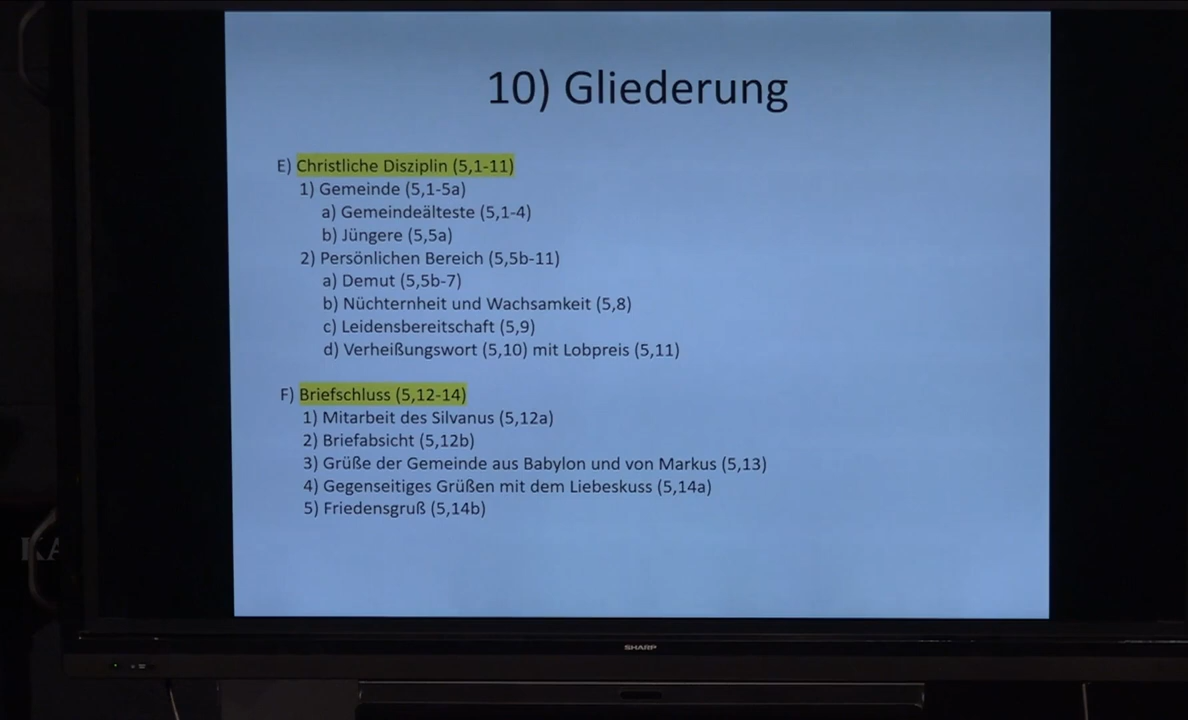 10) Gliederung
E) Christliche Disziplin (5,1-11)
1) Gemeinde (5,1-5a)
a) Gemeindeälteste (5,1-4)
b) Jüngere (5,5a)
2) Persönlichen Bereich (5,5b-11)
a) Demut (5,5b-7)
b) Nüchternheit und Wachsamkeit (5,8)
c) Leidensbereitschaft (5,9)
d) Verheißungswort (5,10) mit Lobpreis (5,11)
F) Briefschluss (5,12-14)
1) Mitarbeit des Silvanus (5,12a)
2) Briefabsicht (5,12b)
3) Grüße der Gemeinde aus Babylon und von Markus (5,13)
4) Gegenseitiges Grüßen mit dem Liebeskuss (5,14a)
5) Friedensgruß (5,14b)
KA
SHARP